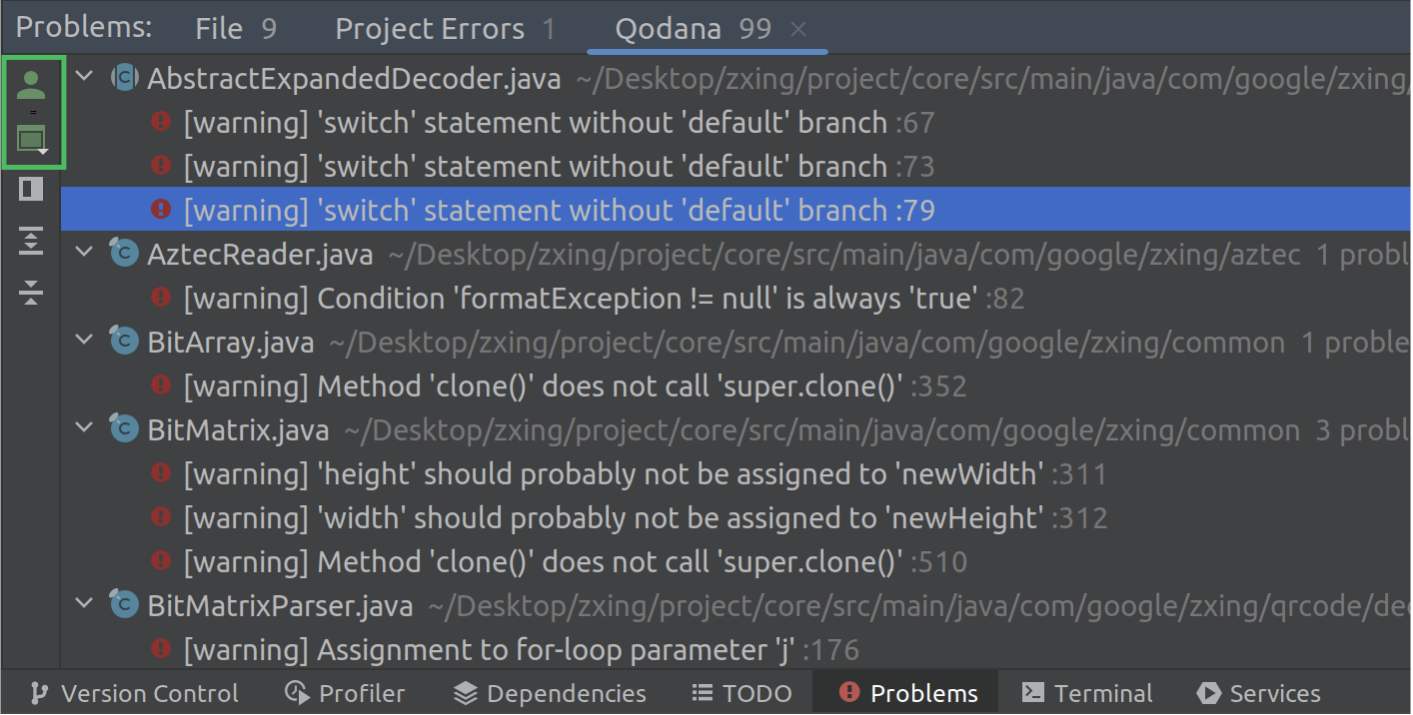 Problems: File 9 Project Errors 1 Qodana 99 ×
AbstractExpandedDecoder.java ~/Desktop/zxing/project/core/src/main/java/com/google/zxing/
[warning] 'switch' statement without 'default' branch :67
[warning] 'switch' statement without 'default' branch :73
[warning] 'switch' statement without 'default' branch :79
AztecReader.java ~/Desktop/zxing/project/core/src/main/java/com/google/zxing/aztec 1 probl
[warning] Condition 'formatException != null' is always 'true' :82
BitArray.java ~/Desktop/zxing/project/core/src/main/java/com/google/zxing/common 1 proble
[warning] Method 'clone()' does not call 'super.clone()' :352
BitMatrix.java ~/Desktop/zxing/project/core/src/main/java/com/google/zxing/common 3 probl
[warning] 'height' should probably not be assigned to 'newWidth' :311
[warning] 'width' should probably not be assigned to 'newHeight' :312
[warning] Method 'clone()' does not call 'super.clone()' :510
BitMatrixParser.java ~/Desktop/zxing/project/core/src/main/java/com/google/zxing/qrcode/dec
[warning] Assignment to for-loop parameter 'j' :176
Version Control Profiler Dependencies TODO Problems Terminal Services